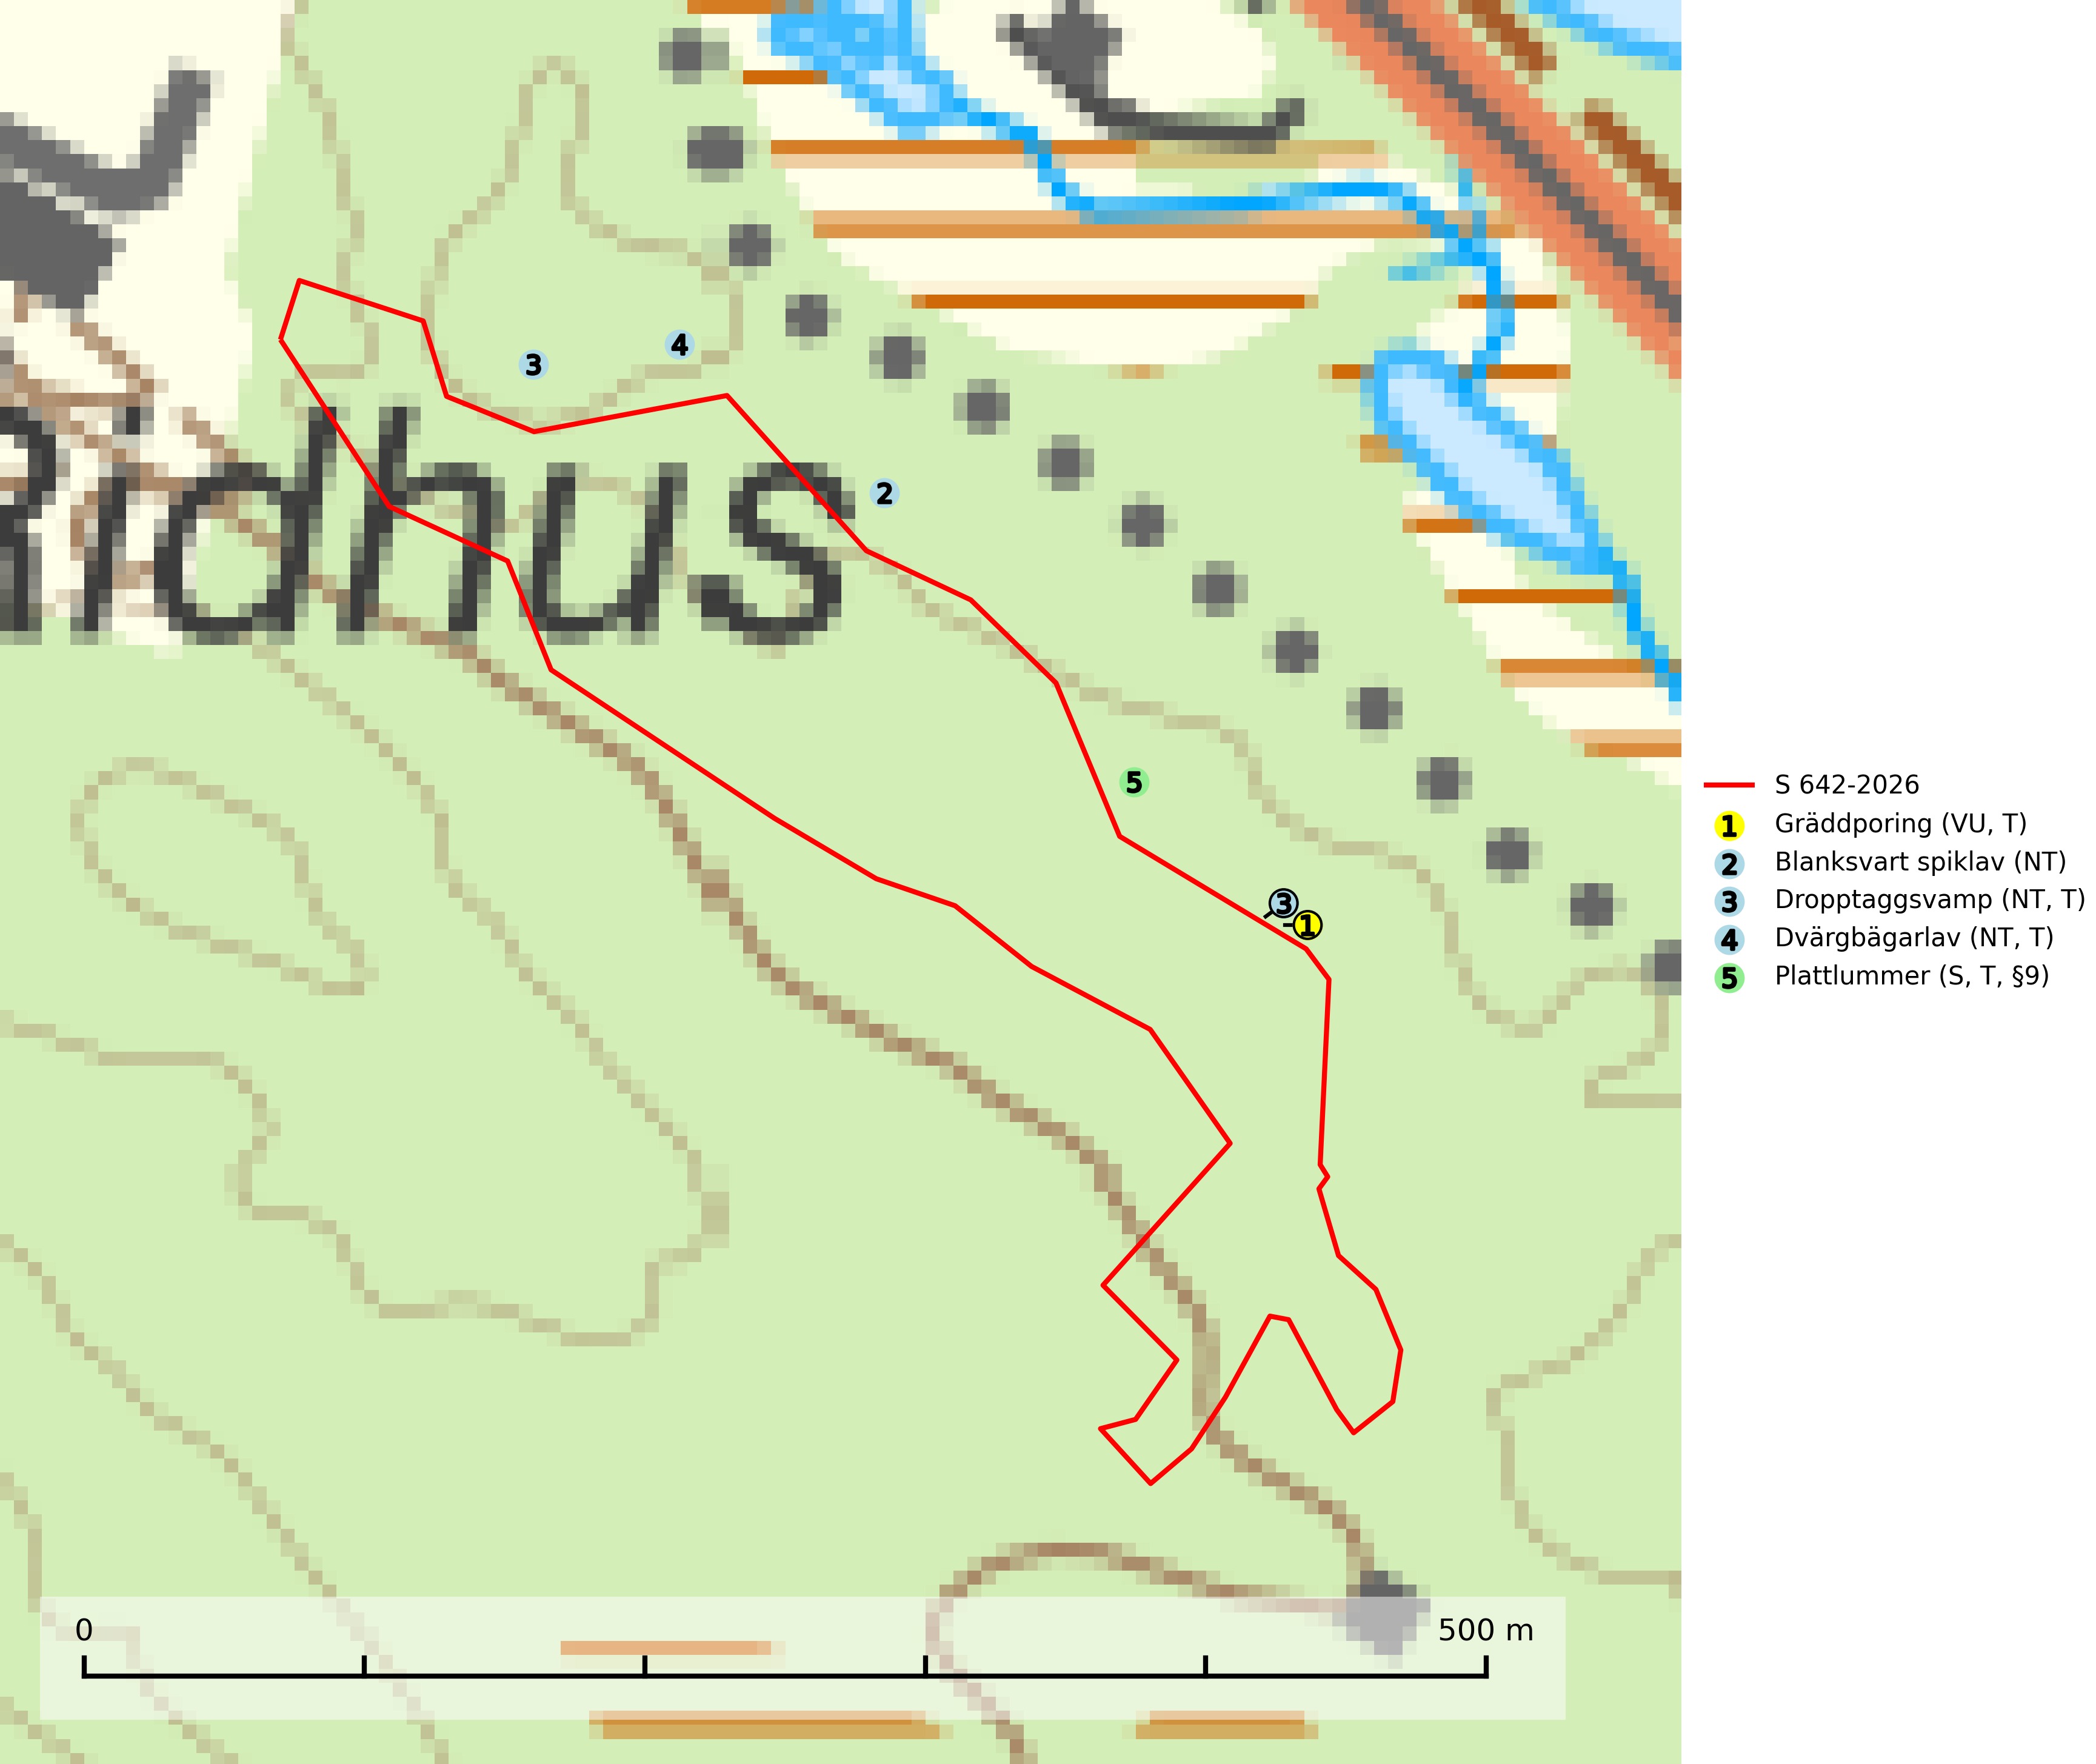 idhus
3
4
2
5
3
1
0
500 m
S 642-2026
1 Gräddporing (VU, T)
2 Blanksvart spiklav (NT)
3 Dropptaggsvamp (NT, T)
4 Dvärgbägarlav (NT, T)
5 Plattlummer (S, T, §9)